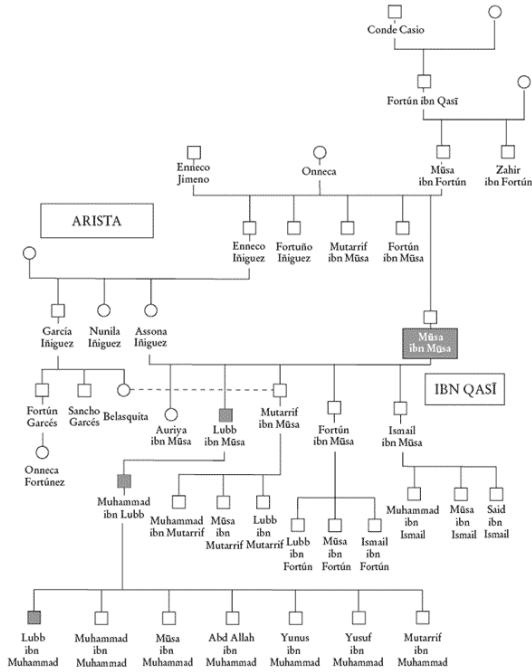 Conde Casio
Fortún ibn Qasī
Enneco
Jimeno
Onneca
Mūsa
ibn Fortún
Zahir
ibn Fortún
ARISTA
Enneco
Iñiguez
Fortuño
Iñiguez
Mutarrif
ibn Mūsa
Fortún
ibn Mūsa
García
Iñiguez
Nunila
Iñiguez
Assona
Iñiguez
Mūsa
ibn Mūsa
IBN QASĪ
Fortún
Garcés
Sancho
Garcés
Belasquita
Auriya
ibn Mūsa
Lubb
ibn Mūsa
Mutarrif
ibn Mūsa
Fortún
ibn Mūsa
Ismail
ibn Mūsa
Onneca
Fortúnez
Muhammad
ibn Lubb
Muhammad
ibn Mutarrif
Mūsa
ibn
Mutarrif
Lubb
ibn
Mutarrif
Lubb
ibn
Fortún
Mūsa
ibn
Fortún
Ismail
ibn
Fortún
Muhammad
ibn
Ismail
Mūsa
ibn
Ismail
Said
ibn
Ismail
Lubb
ibn
Muhammad
Muhammad
ibn
Muhammad
Mūsa
ibn
Muhammad
Abd Allah
ibn
Muhammad
Yunus
ibn
Muhammad
Yusuf
ibn
Muhammad
Mutarrif
ibn
Muhammad